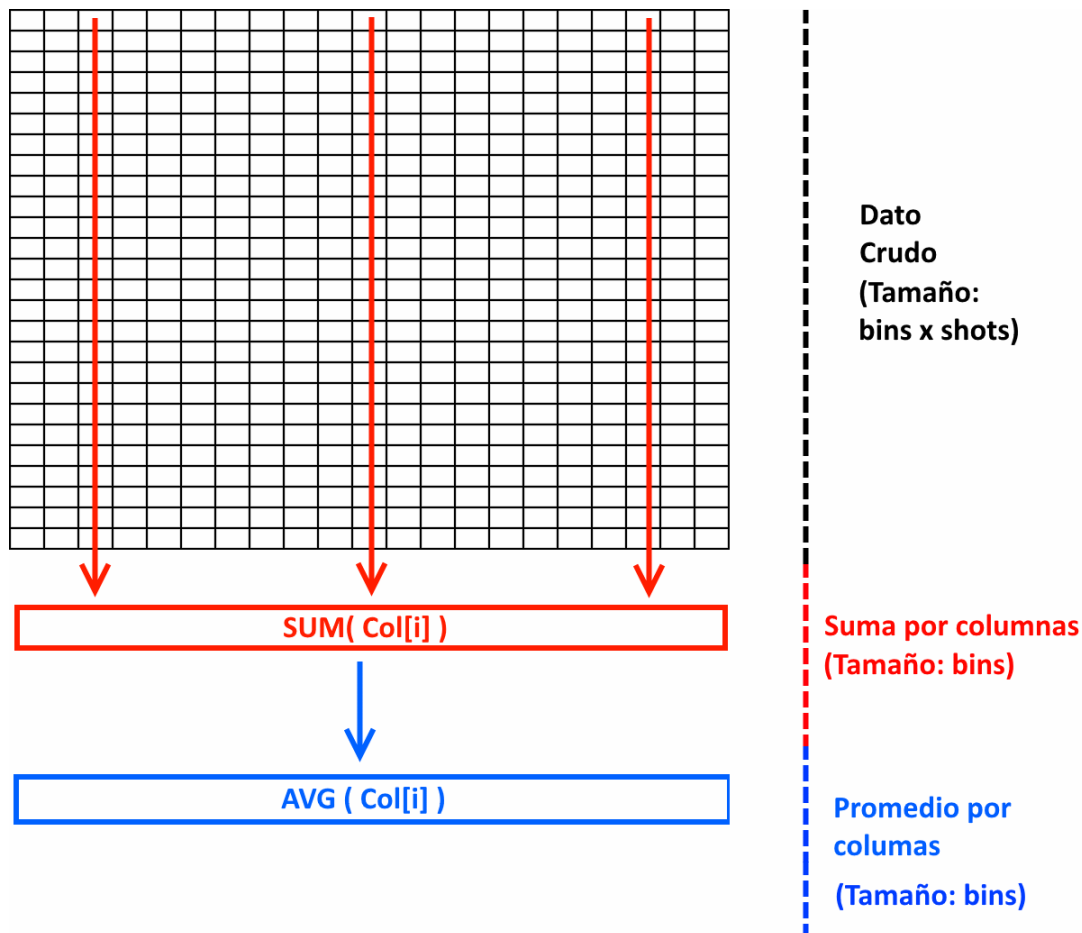 Dato
Crudo
(Tamaño:
bins x shots)
SUM( Col[i] )
Suma por columnas
(Tamaño: bins)
AVG ( Col[i] )
Promedio por
columas
(Tamaño: bins)